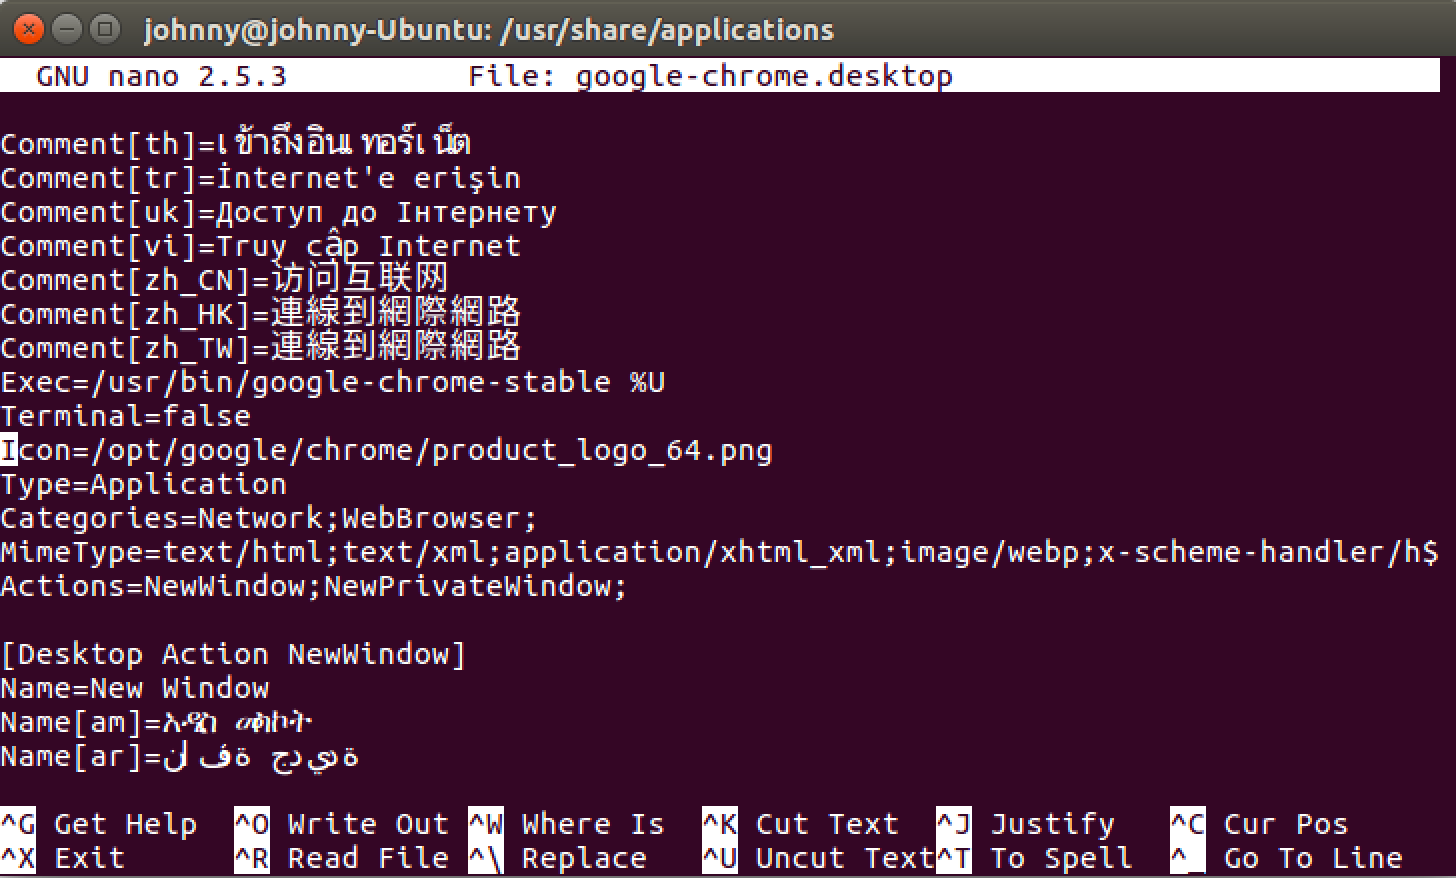 johnny@johnny-Ubuntu: /usr/share/applications
GNU nano 2.5.3 File: google-chrome.desktop
Comment[th]=เข้าถึงอินเทอร์เน็ต
Comment[tr]=İnternet'e erişin
Comment[uk]=Доступ до Інтернету
Comment[vi]=Truy cập Internet
Comment[zh_CN]=访问互联网
Comment[zh_HK]=連線到網際網路
Comment[zh_TW]=連線到網際網路
Exec=/usr/bin/google-chrome-stable %U
Terminal=false
Icon=/opt/google/chrome/product_logo_64.png
Type=Application
Categories=Network;WebBrowser;
MimeType=text/html;text/xml;application/xhtml_xml;image/webp;x-scheme-handler/h$
Actions=NewWindow;NewPrivateWindow;
[Desktop Action NewWindow]
Name=New Window
Name[am]=አዲስ መስኮት
Name[ar]=نافذة جديدة
^G Get Help ^O Write Out ^W Where Is ^K Cut Text ^J Justify ^C Cur Pos
^X Exit ^R Read File ^\ Replace ^U Uncut Text ^T To Spell ^_ Go To Line